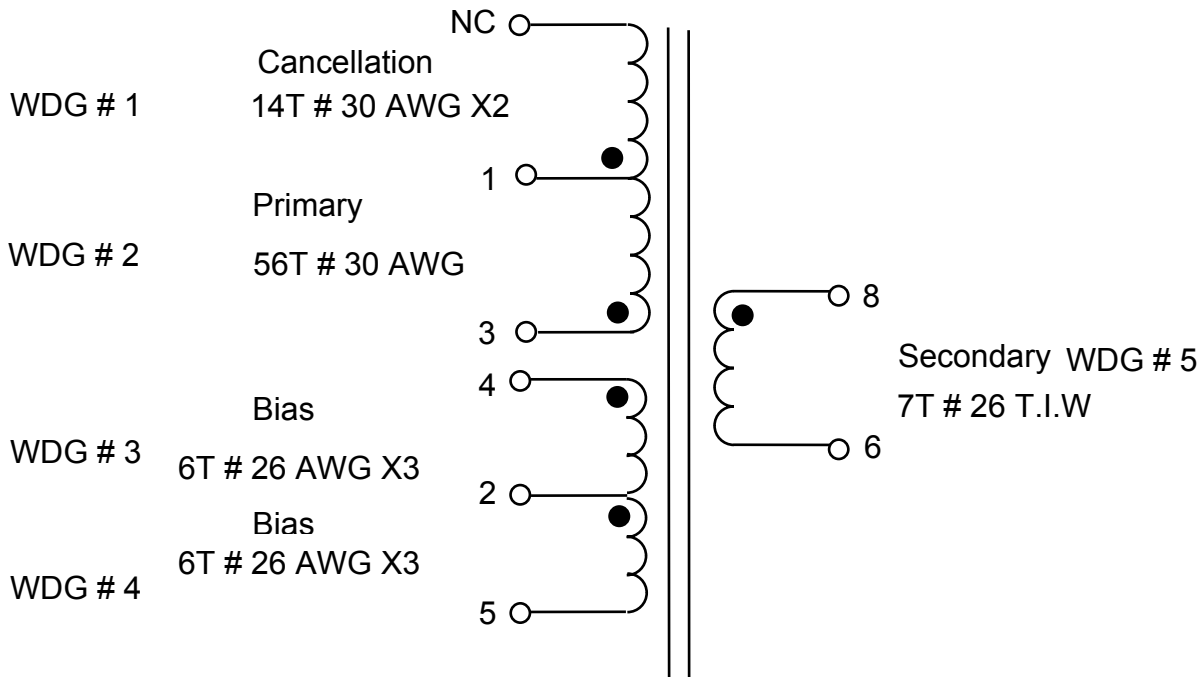 NC
Cancellation
WDG # 1
14T # 30 AWG X2
1
Primary
WDG # 2
56T # 30 AWG
3
8
4
Secondary WDG # 5
Bias
7T # 26 T.I.W
6
WDG # 3
6T # 26 AWG X3
2
Bias
6T # 26 AWG X3
WDG # 4
5